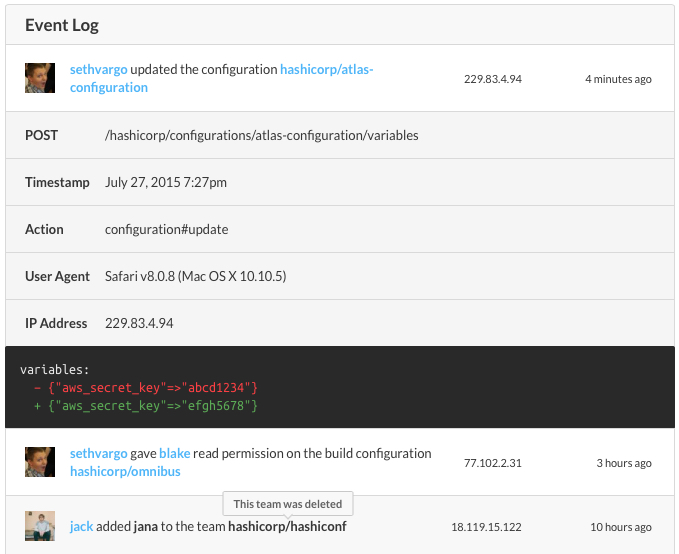 Event Log
sethvargo updated the configuration hashicorp/atlas- 229.83.4.94 4 minutes ago
configuration
POST /hashicorp/configurations/atlas-configuration/variables
Timestamp July 27, 2015 7:27pm
Action configuration#update
User Agent Safari v8.0.8 (Mac OS X 10.10.5)
IP Address 229.83.4.94
variables:
- {"aws_secret_key"=>"abcd1234"}
+ {"aws_secret_key"=>"efgh5678"}
sethvargo gave blake read permission on the build configuration 77.102.2.31 3 hours ago
hashicorp/omnibus
This team was deleted
jack added jana to the team hashicorp/hashiconf 18.119.15.122 10 hours ago